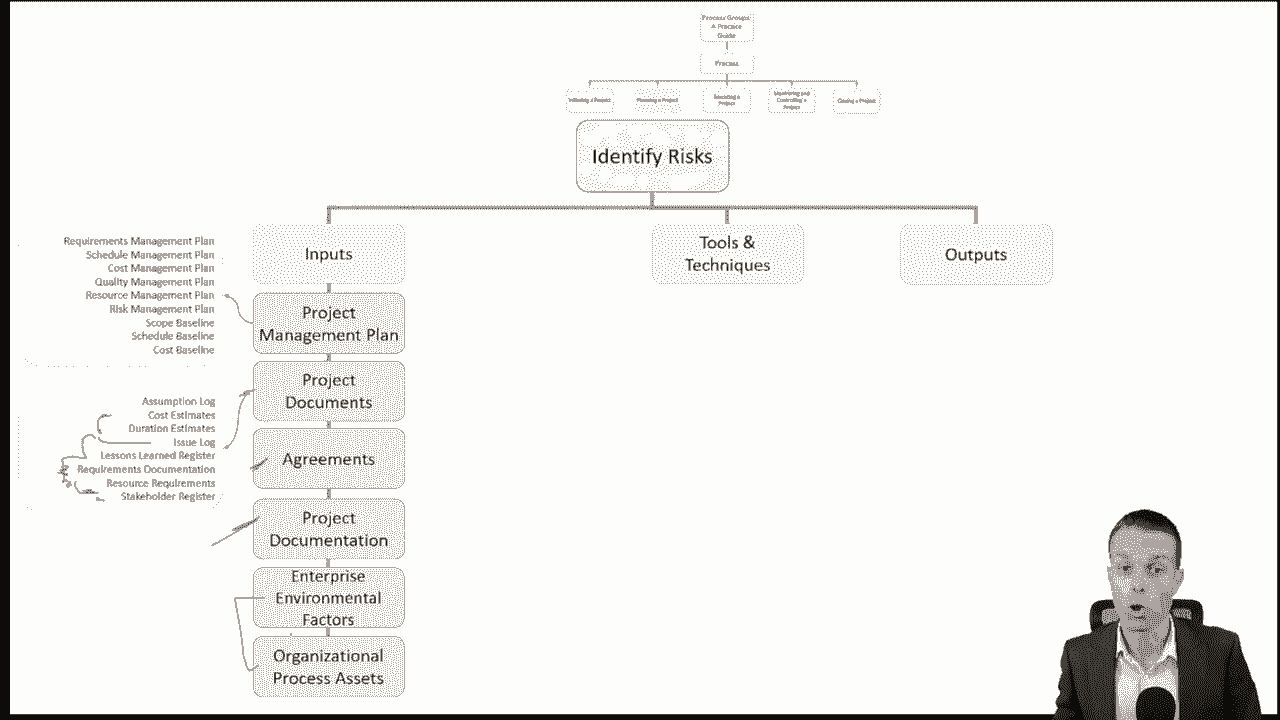 Process Groups:
A Practice
Guide
Process
Initiating a Project
Planning a Project
Executing a
Project
Monitoring and
Controlling a
Project
Closing a Project
Identify Risks
Inputs
Tools &
Techniques
Outputs
Requirements Management Plan
Schedule Management Plan
Cost Management Plan
Quality Management Plan
Resource Management Plan
Risk Management Plan
Scope Baseline
Schedule Baseline
Cost Baseline
Project
Management Plan
Project
Documents
Assumption Log
Cost Estimates
Duration Estimates
Issue Log
Lessons Learned Register
Requirements Documentation
Resource Requirements
Stakeholder Register
Agreements
Project
Documentation
Enterprise
Environmental
Factors
Organizational
Process Assets